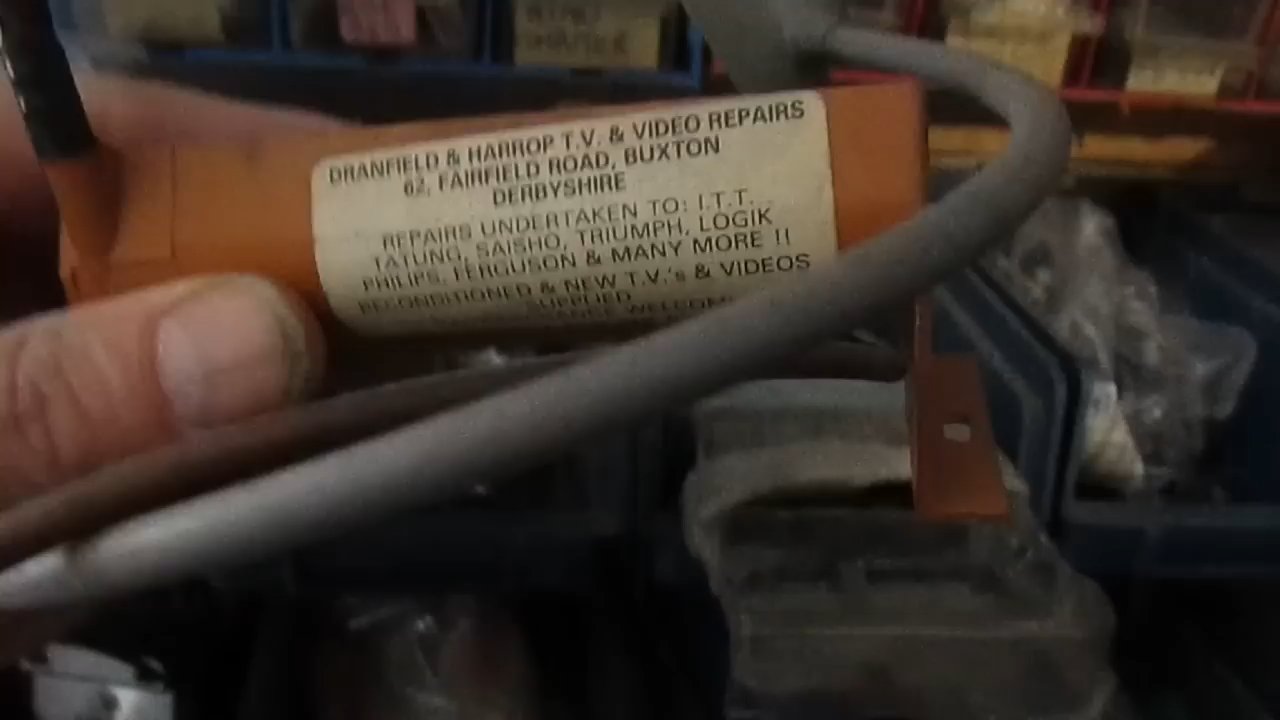 BRANFIELD & HARROP T.V. & VIDEO REPAIRS
62, FAIRFIELD ROAD, BUXTON
DERBYSHIRE
REPAIRS UNDERTAKEN TO: I.T.T.
TATUNG, SAISHO, TRIUMPH, LOGIK
PHILIPS, FERGUSON & MANY MORE !!
RECONDITIONED & NEW T.V.'s & VIDEOS
SUPPLIED